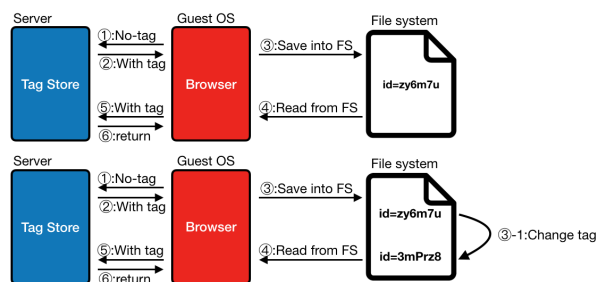 Server
Guest OS
File system
①:No-tag
②:With tag
③:Save into FS
Tag Store
Browser
id=zy6m7u
⑤:With tag
④:Read from FS
⑥:return
Server
Guest OS
File system
①:No-tag
②:With tag
③:Save into FS
id=zy6m7u
Tag Store
Browser
③-1:Change tag
⑤:With tag
④:Read from FS
id=3mPrz8
⑥:return